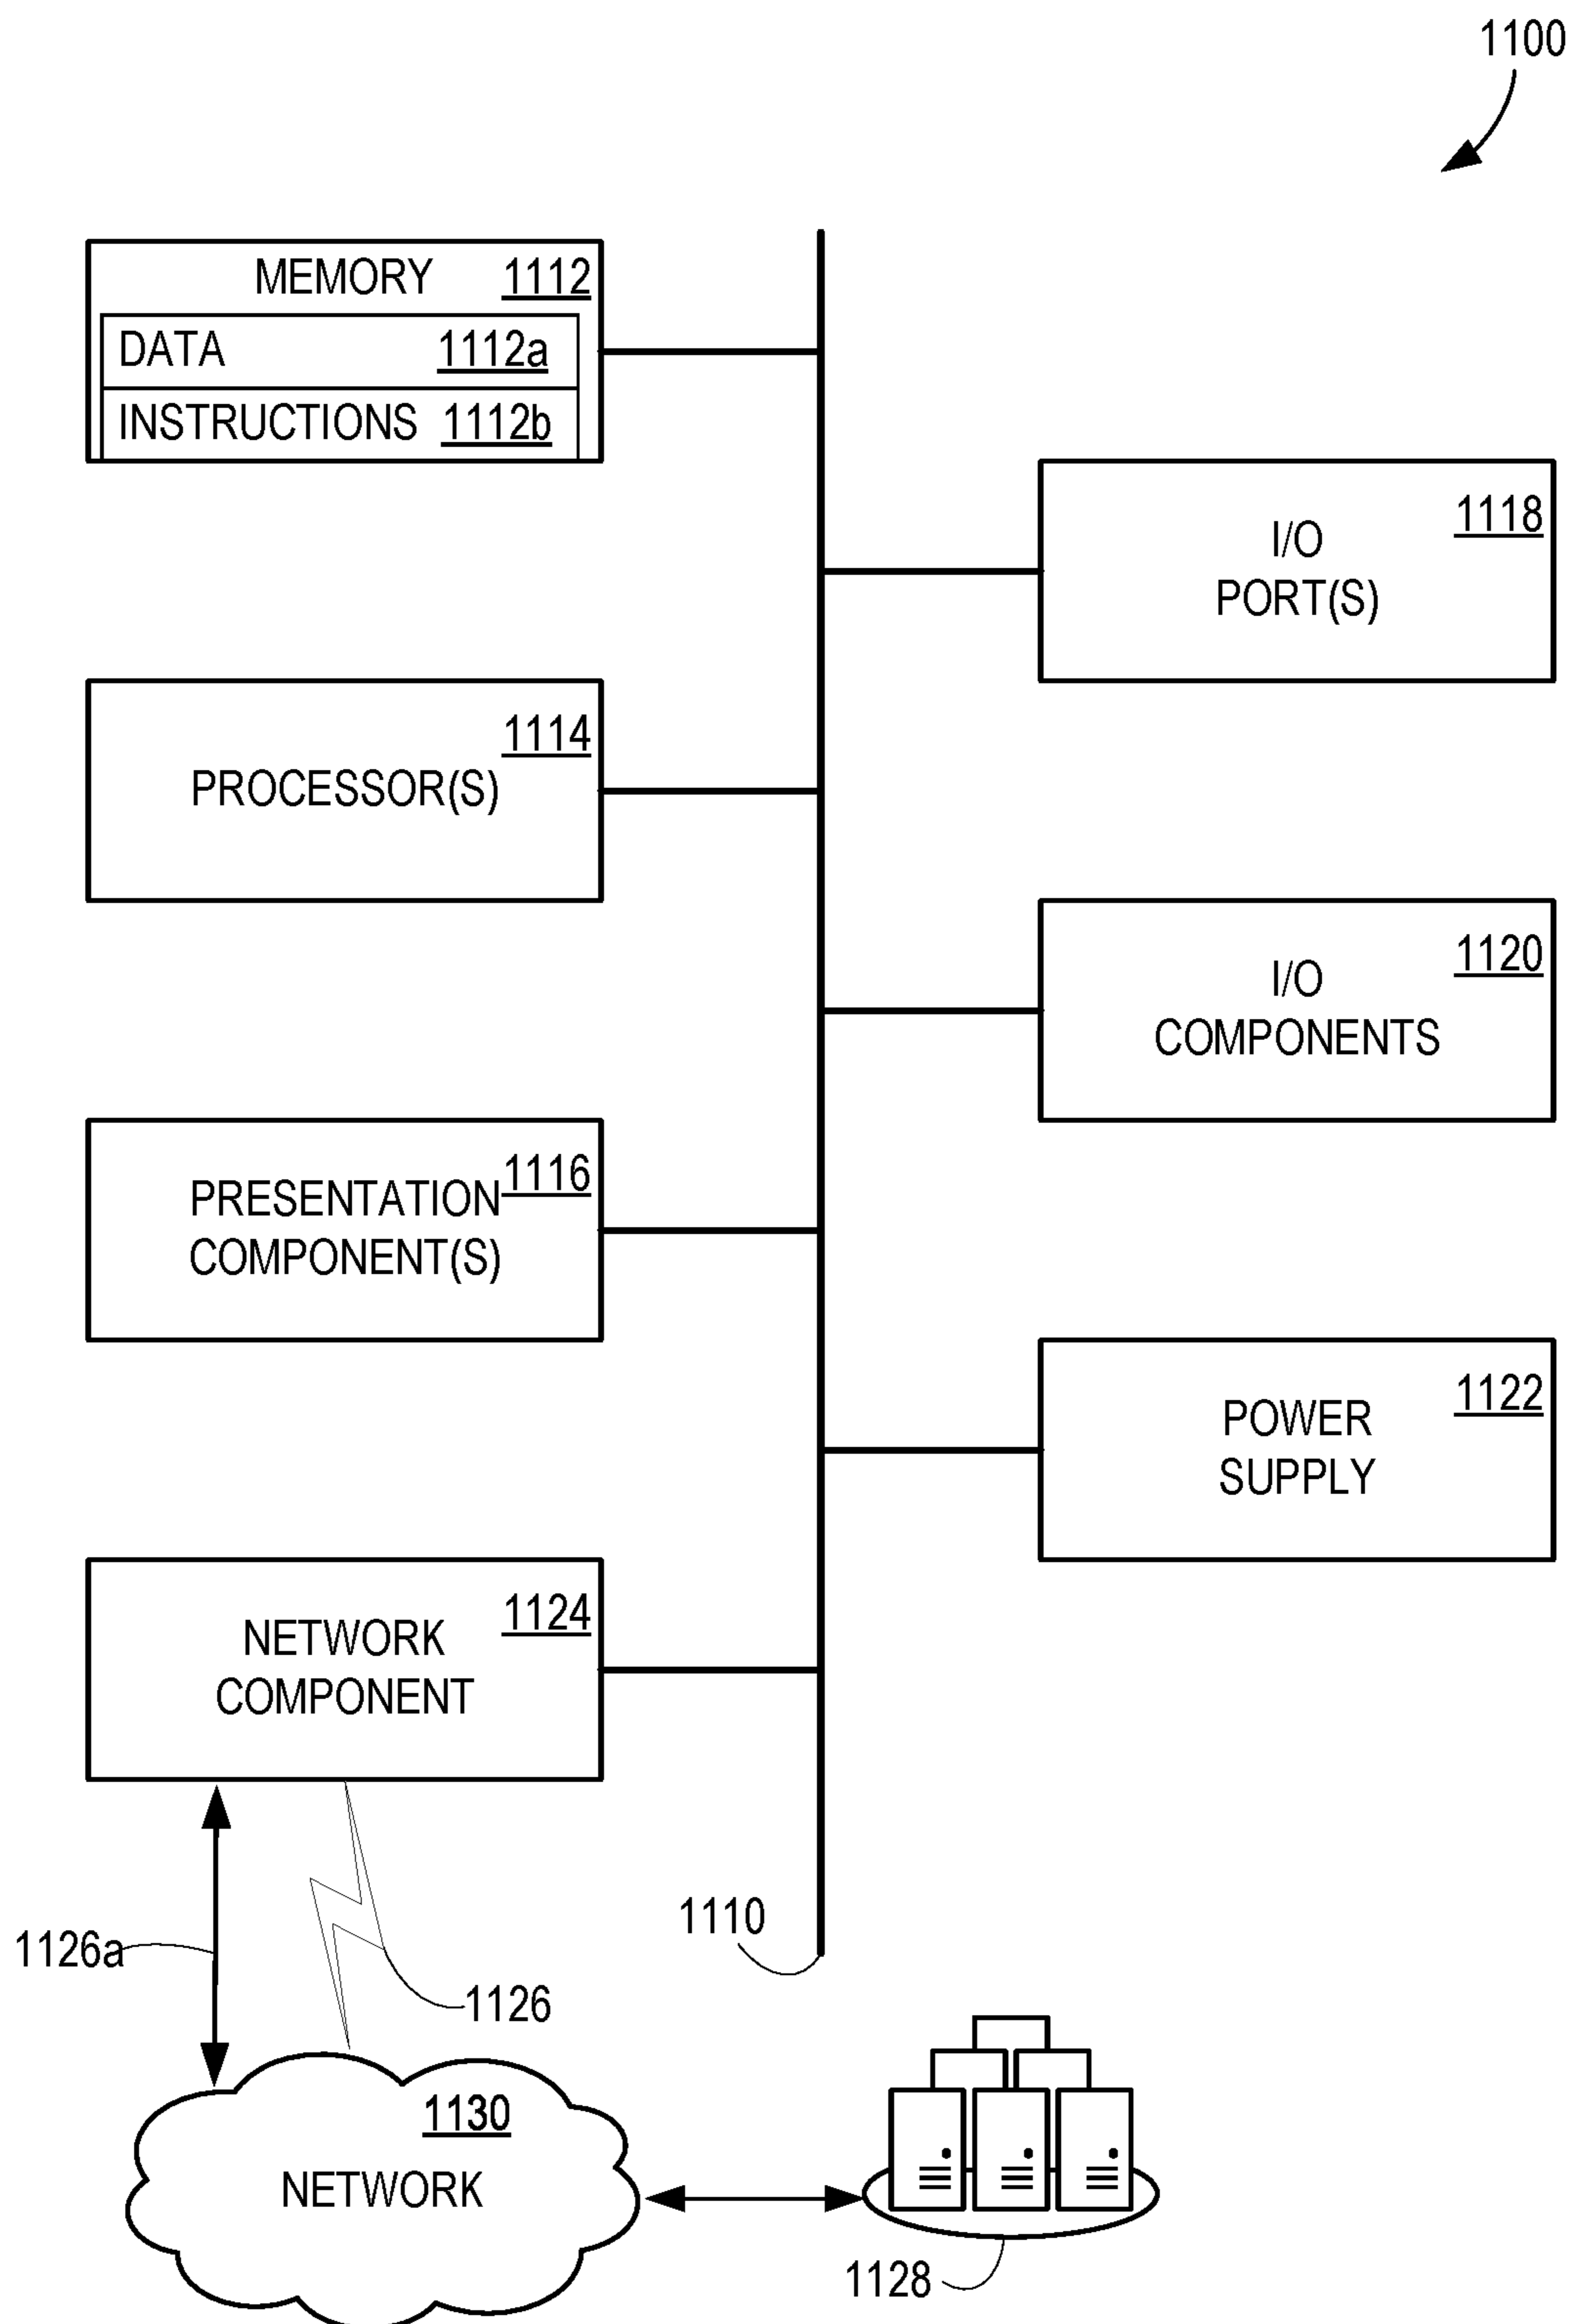 1100
MEMORY 1112
DATA 1112a
INSTRUCTIONS 1112b
1118
I/O
PORT(S)
1114
PROCESSOR(S)
1120
I/O
COMPONENTS
1116
PRESENTATION
COMPONENT(S)
1122
POWER
SUPPLY
1124
NETWORK
COMPONENT
1110
1126a
1126
1130
NETWORK
1128